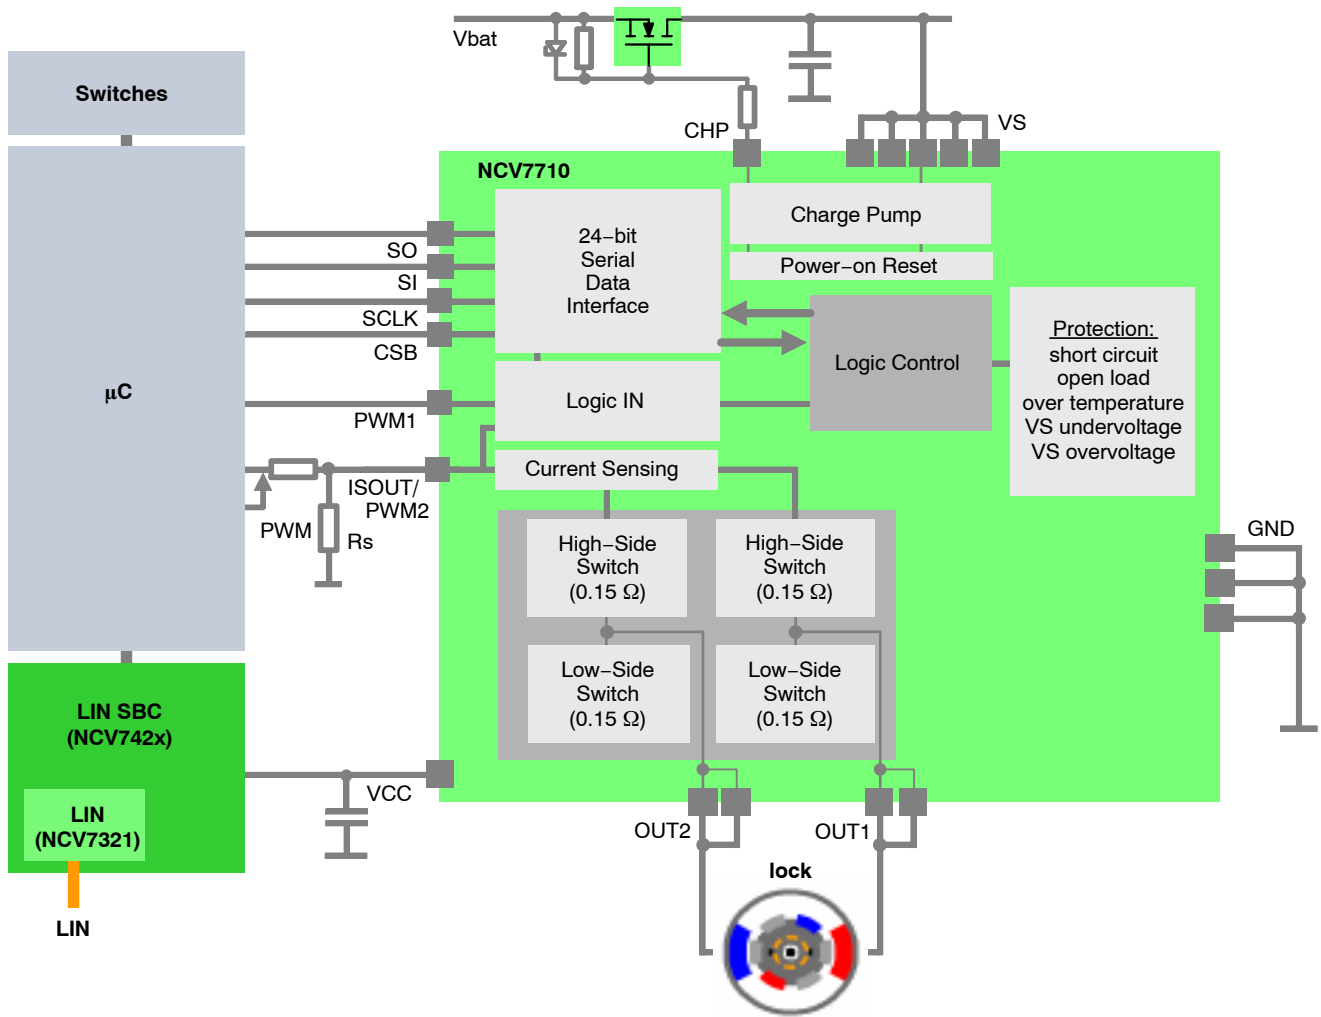 Vbat
Switches
CHP
VS
NCV7710
24−bit
Serial
Data
Interface
Charge Pump
Power−on Reset
SO
SI
SCLK
CSB
Logic Control
Protection:
short circuit
open load
over temperature
VS undervoltage
VS overvoltage
μC
PWM1
Logic IN
Current Sensing
ISOUT/
PWM2
PWM
Rs
High−Side
Switch
(0.15 Ω)
High−Side
Switch
(0.15 Ω)
GND
Low−Side
Switch
(0.15 Ω)
Low−Side
Switch
(0.15 Ω)
LIN SBC
(NCV742x)
VCC
LIN
(NCV7321)
OUT2
OUT1
lock
LIN